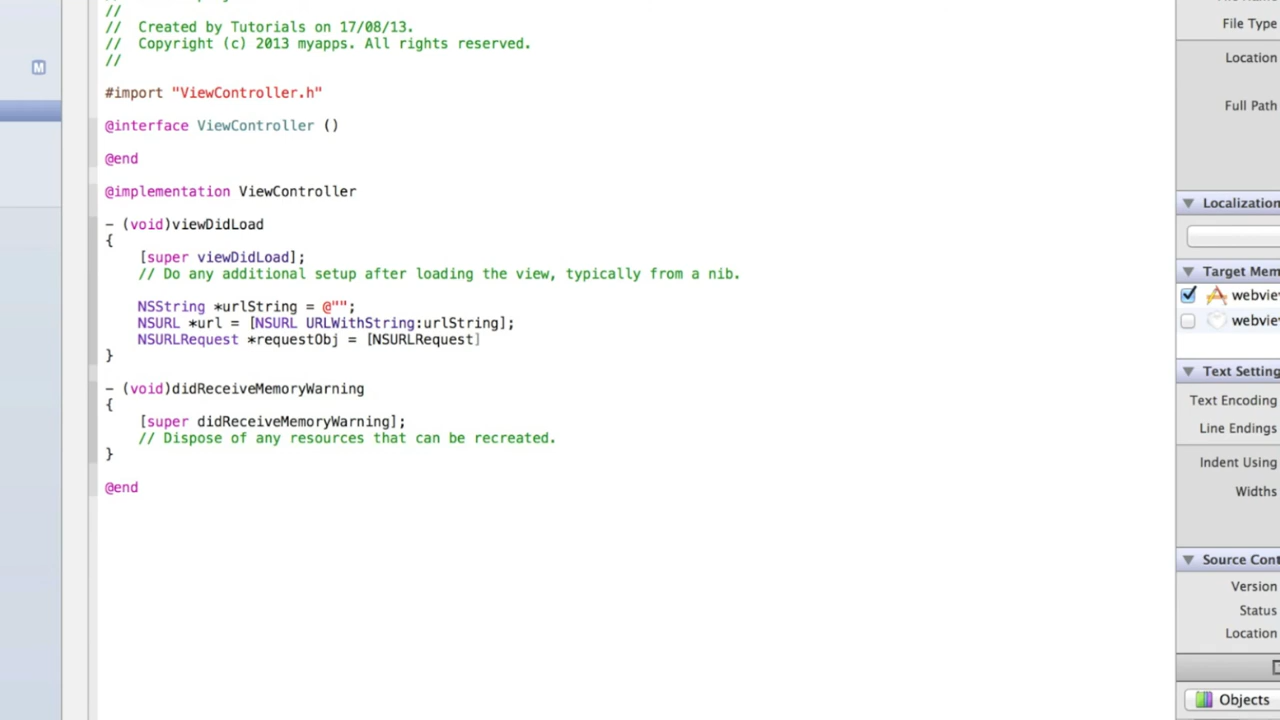 //
//  Created by Tutorials on 17/08/13.
//  Copyright (c) 2013 myapps. All rights reserved.
//
#import "ViewController.h"
@interface ViewController ()
@end
@implementation ViewController
- (void)viewDidLoad
{
    [super viewDidLoad];
    // Do any additional setup after loading the view, typically from a nib.
    NSString *urlString = @"";
    NSURL *url = [NSURL URLWithString:urlString];
    NSURLRequest *requestObj = [NSURLRequest]
}
- (void)didReceiveMemoryWarning
{
    [super didReceiveMemoryWarning];
    // Dispose of any resources that can be recreated.
}
@end
M
File Type
Location
Full Path
Localization
Target Mem
webview
webview
Text Setting
Text Encoding
Line Endings
Indent Using
Widths
Source Cont
Version
Status
Location
Objects